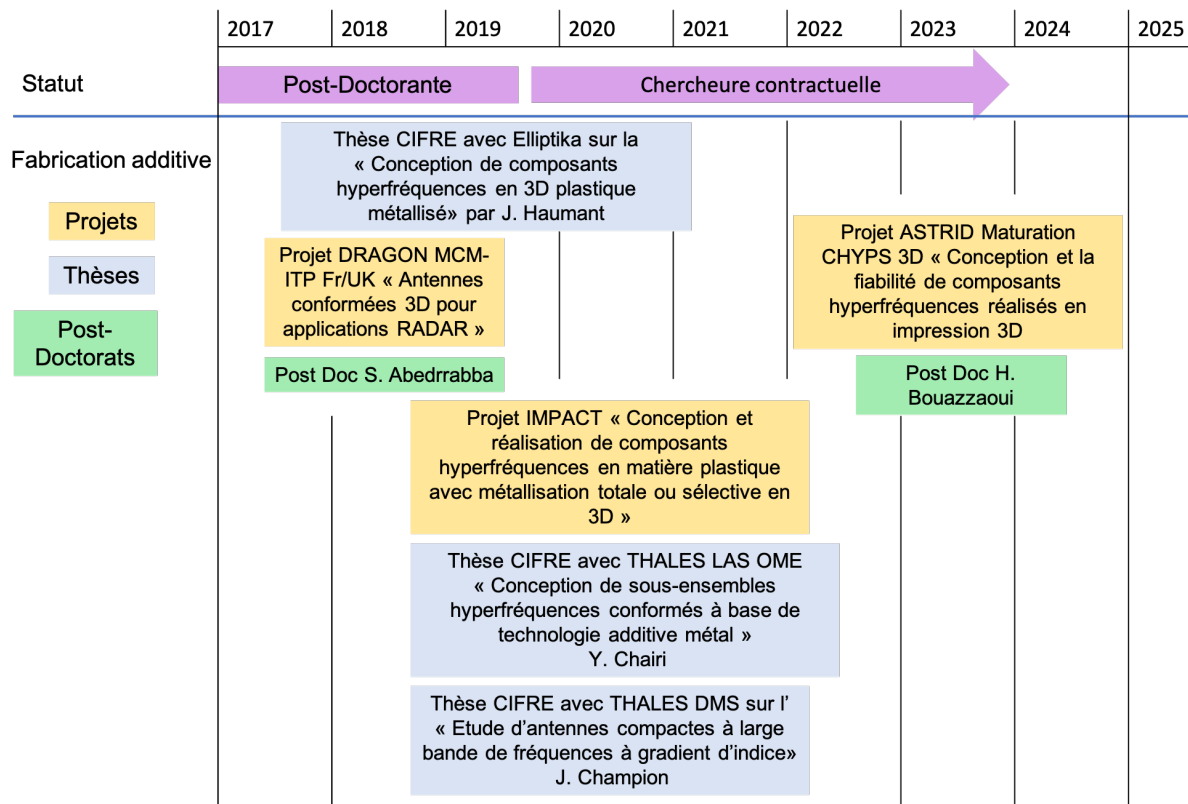 2017 2018 2019 2020 2021 2022 2023 2024 2025
Statut
Post-Doctorante
Chercheure contractuelle
Fabrication additive
Projets
Thèses
Post-
Doctorats
Thèse CIFRE avec Elliptika sur la
« Conception de composants
hyperfréquences en 3D plastique
métallisé» par J. Haumant
Projet DRAGON MCM-
ITP Fr/UK « Antennes
conformées 3D pour
applications RADAR »
Post Doc S. Abedrrabba
Projet ASTRID Maturation
CHYPS 3D « Conception et la
fiabilité de composants
hyperfréquences réalisés en
impression 3D
Post Doc H.
Bouazzaoui
Projet IMPACT « Conception et
réalisation de composants
hyperfréquences en matière plastique
avec métallisation totale ou sélective en
3D »
Thèse CIFRE avec THALES LAS OME
« Conception de sous-ensembles
hyperfréquences conformés à base de
technologie additive métal »
Y. Chairi
Thèse CIFRE avec THALES DMS sur l'
« Etude d'antennes compactes à large
bande de fréquences à gradient d'indice»
J. Champion